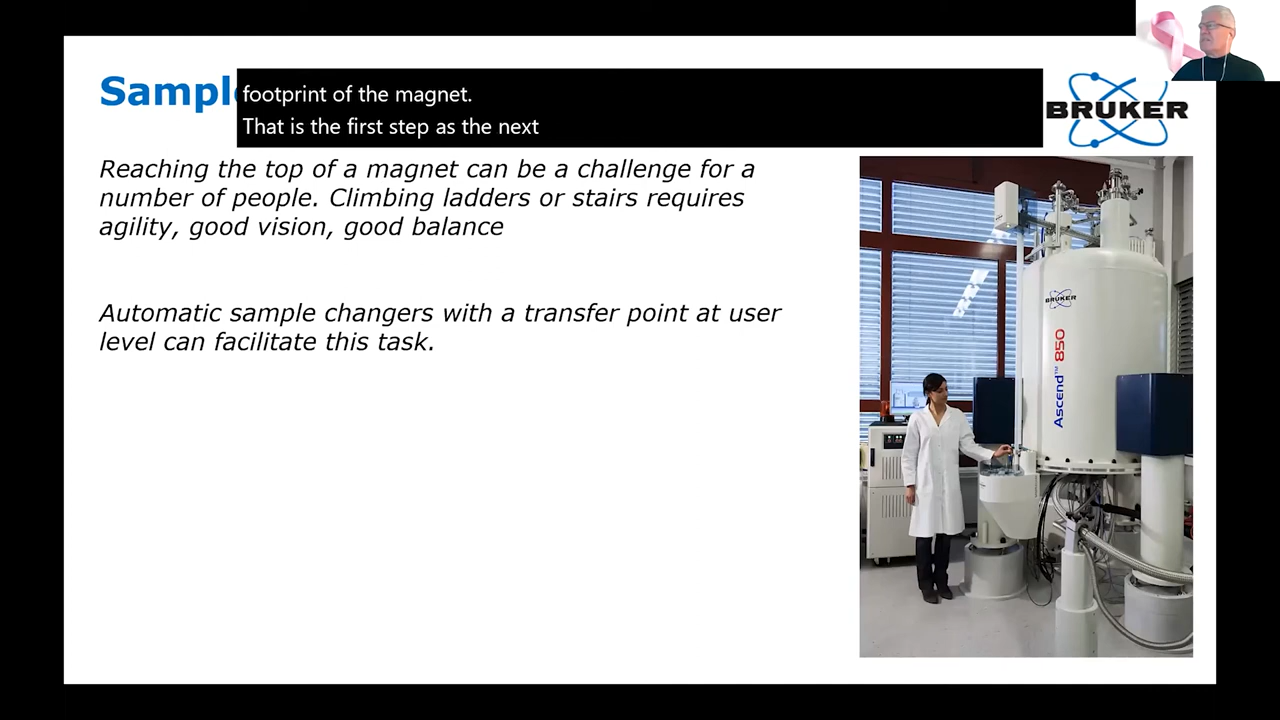 Sampl
footprint of the magnet.
That is the first step as the next
BRUKER
Reaching the top of a magnet can be a challenge for a
number of people. Climbing ladders or stairs requires
agility, good vision, good balance
Automatic sample changers with a transfer point at user
level can facilitate this task.
BRUKER
Ascend™ 850